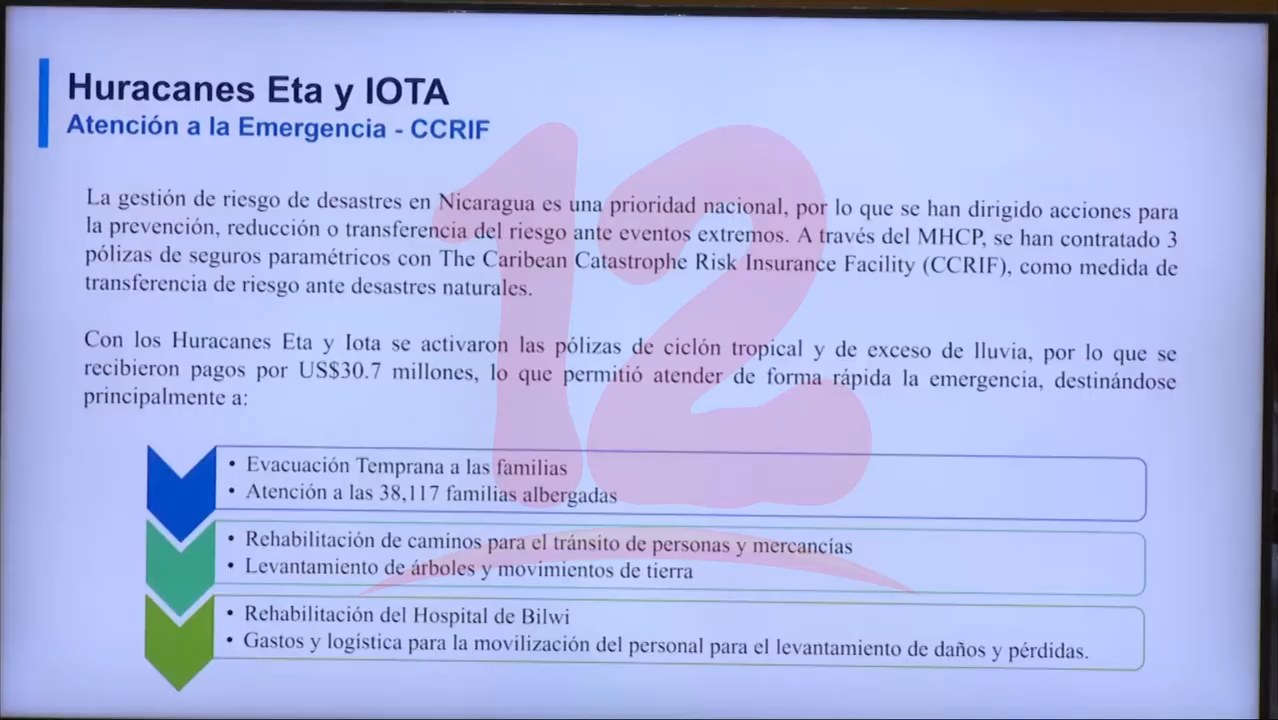 Huracanes Eta y IOTA
Atención a la Emergencia - CCRIF
La gestión de riesgo de desastres en Nicaragua es una prioridad nacional, por lo que se han dirigido acciones para
la prevención, reducción o transferencia del riesgo ante eventos extremos. A través del MHCP, se han contratado 3
pólizas de seguros paramétricos con The Caribean Catastrophe Risk Insurance Facility (CCRIF), como medida de
transferencia de riesgo ante desastres naturales.
Con los Huracanes Eta y Iota se activaron las pólizas de ciclón tropical y de exceso de lluvia, por lo que se
recibieron pagos por US$30.7 millones, lo que permitió atender de forma rápida la emergencia, destinándose
principalmente a:
• Evacuación Temprana a las familias
• Atención a las 38,117 familias albergadas
• Rehabilitación de caminos para el tránsito de personas y mercancías
• Levantamiento de árboles y movimientos de tierra
• Rehabilitación del Hospital de Bilwi
• Gastos y logística para la movilización del personal para el levantamiento de daños y pérdidas.
12